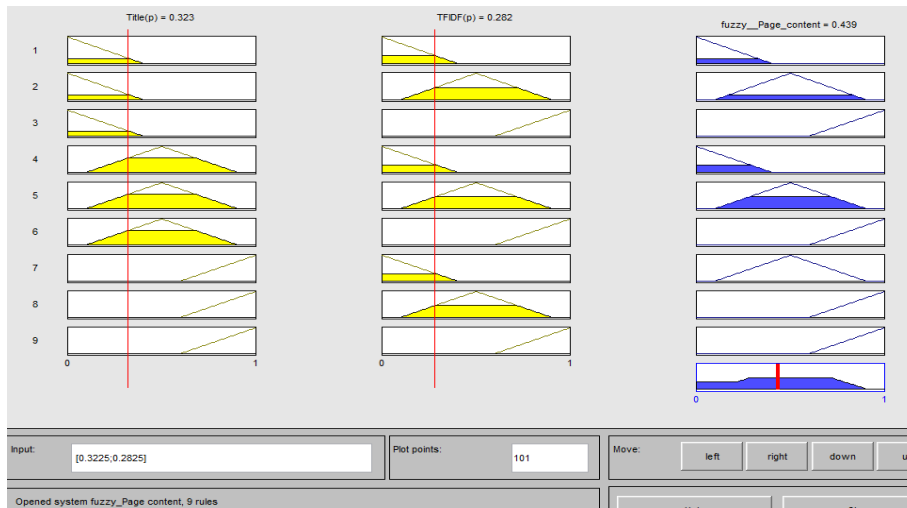 Title(p) = 0.323
TFIDF(p) = 0.282
fuzzy__Page_content = 0.439
1
2
3
4
5
6
7
8
9
0 1
0 1
0 1
Input:
[0.3225;0.2825]
Plot points:
101
Move:
left
right
down
Opened system fuzzy_Page content, 9 rules